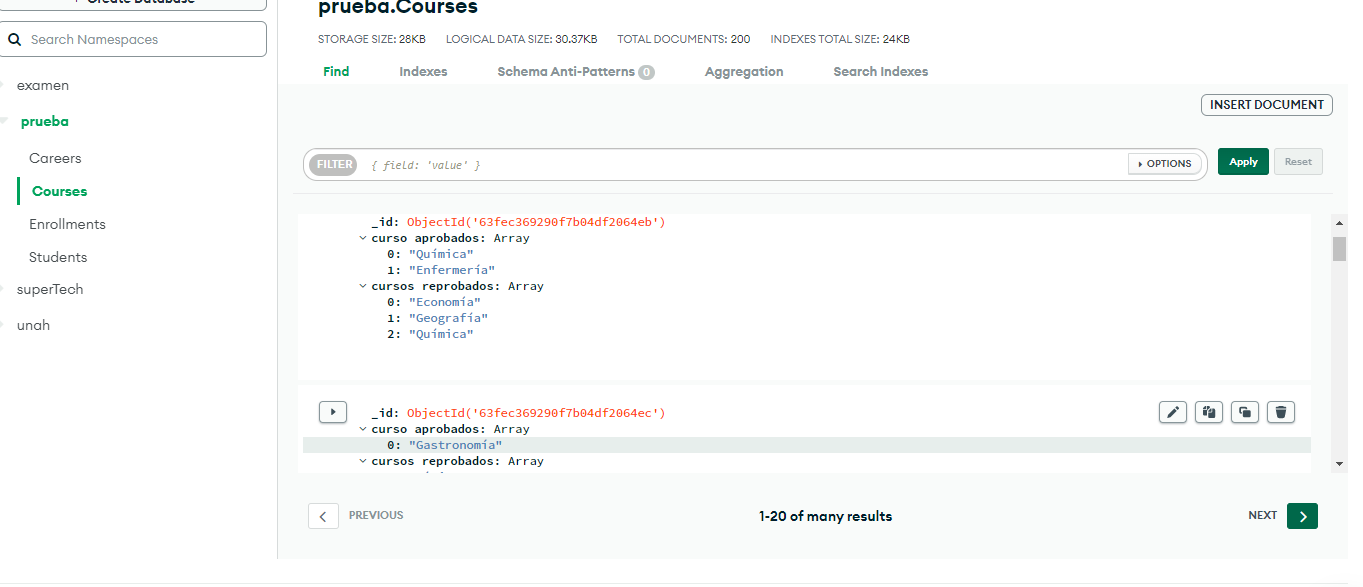 Create Database
Search Namespaces
examen
prueba
Careers
Courses
Enrollments
Students
superTech
unah
prueba.Courses
STORAGE SIZE: 28KB LOGICAL DATA SIZE: 30.37KB TOTAL DOCUMENTS: 200 INDEXES TOTAL SIZE: 24KB
Find Indexes Schema Anti-Patterns 0 Aggregation Search Indexes
INSERT DOCUMENT
FILTER { field: 'value' } OPTIONS Apply Reset
_id: ObjectId('63fec369290f7b04df2064eb')
curso aprobados: Array
0: "Química"
1: "Enfermería"
cursos reprobados: Array
0: "Economía"
1: "Geografía"
2: "Química"
_id: ObjectId('63fec369290f7b04df2064ec')
curso aprobados: Array
0: "Gastronomía"
cursos reprobados: Array
PREVIOUS 1-20 of many results NEXT